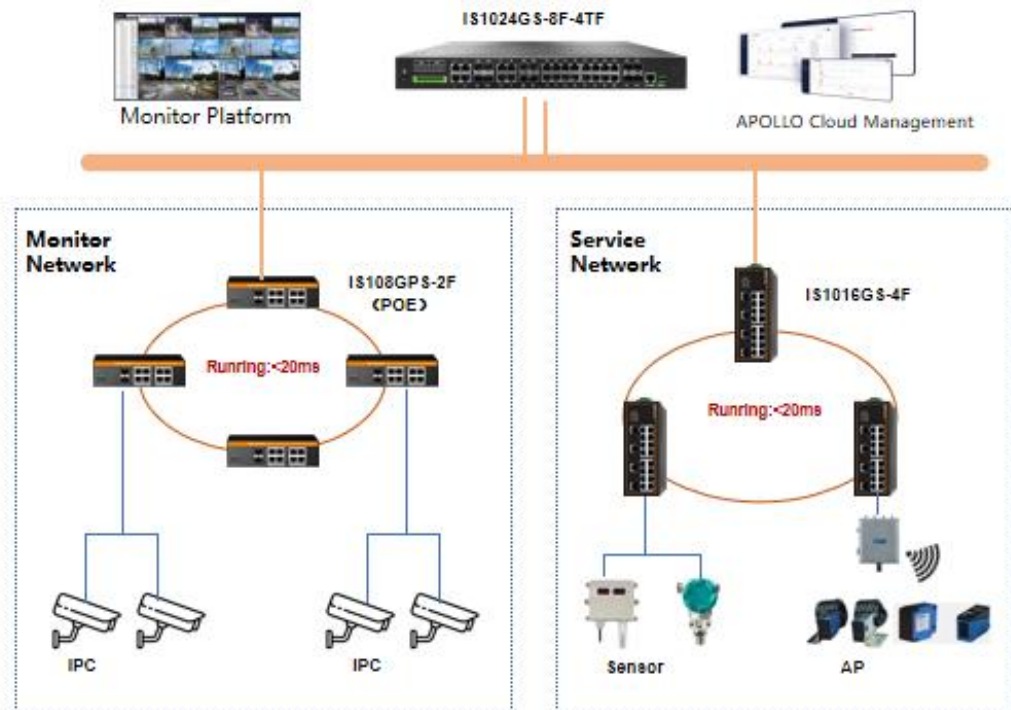 IS1024GS-8F-4TF
Monitor Platform
APOLLO Cloud Management
Monitor
Network
IS108GPS-2F
(POE)
Runring:<20ms
IPC
IPC
Service
Network
IS1016GS-4F
Runring:<20ms
Sensor
AP